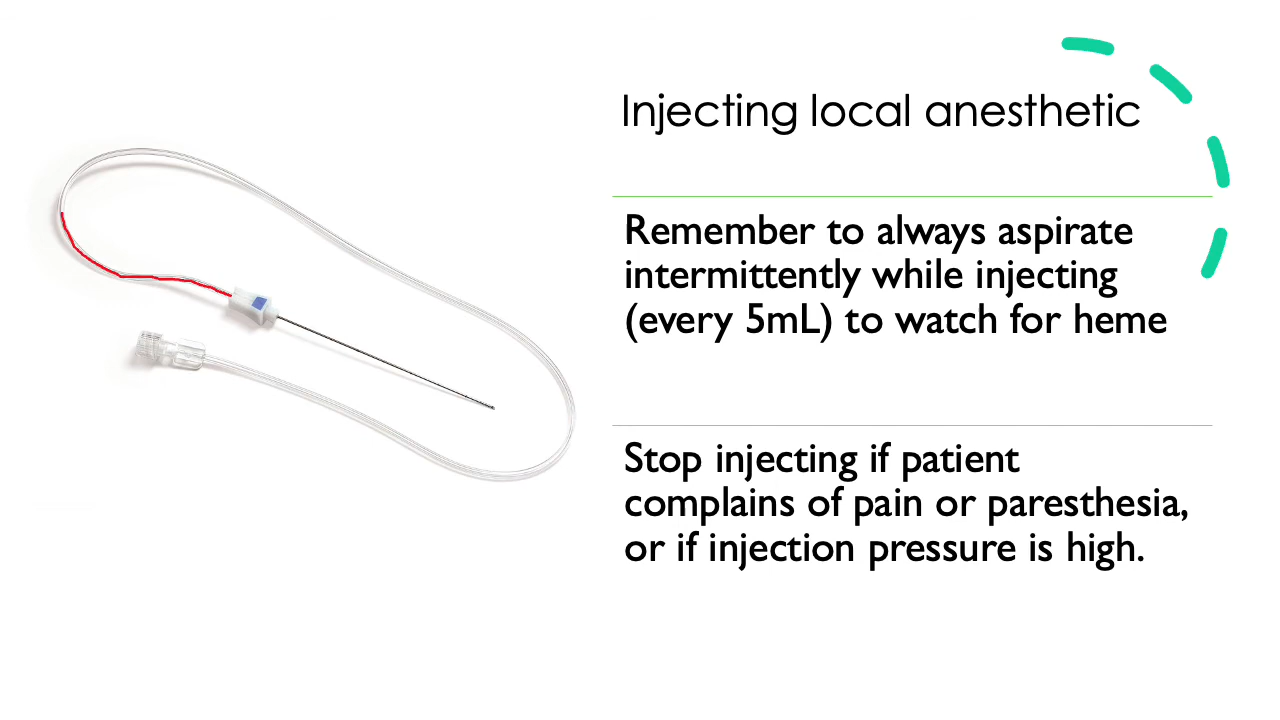 Injecting local anesthetic
Remember to always aspirate
intermittently while injecting
(every 5mL) to watch for heme
Stop injecting if patient
complains of pain or paresthesia,
or if injection pressure is high.